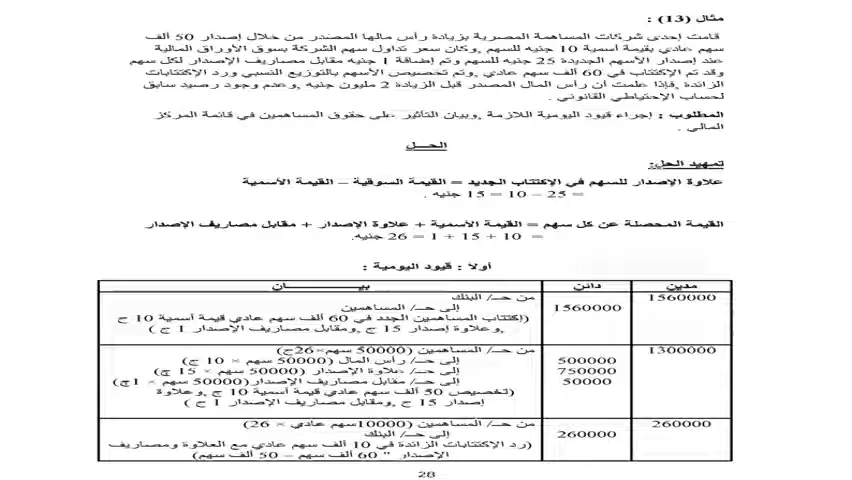 مثال (13) :
قامت إحدى شركات المساهمة المصرية بزيادة رأس مالها المصدر من خلال إصدار 50 ألف
سهم عادي بقيمة أسمية 10 جنيه للسهم ,وكان سعر تداول سهم الشركة بسوق الأوراق المالية
عند إصدار الأسهم الجديدة 25 جنيه للسهم وتم إضافة 1 جنيه مقابل مصاريف الإصدار لكل سهم
وقد تم الإكتتاب في 60 ألف سهم عادي ,وتم تخصيص الأسهم بالتوزيع النسبي ورد الإكتتابات
الزائدة ,فإذا علمت أن رأس المال المصدر قبل الزيادة 2 مليون جنيه ,وعدم وجود رصيد سابق
لحساب الإحتياطي القانوني .
المطلوب : إجراء قيود اليومية اللازمة ,وبيان التأثير على حقوق المساهمين في قائمة المركز
المالي .
الحـــل
تمهيد الحل:
علاوة الإصدار للسهم في الإكتتاب الجديد = القيمة السوقية – القيمة الأسمية
= 25 – 10 = 15 جنيه .
القيمة المحصلة عن كل سهم = القيمة الأسمية + علاوة الإصدار + مقابل مصاريف الإصدار
= 10 + 15 + 1 = 26 جنيه.
أولاً : قيود اليومية :
مدين دائن بيـــــــــان
1560000 من حـ/ البنك
1560000 إلى حـ/ المساهمين
(إكتتاب المساهمين الجدد في 60 ألف سهم عادي قيمة أسمية 10 ج
,وعلاوة إصدار 15 ج ,ومقابل مصاريف الإصدار 1 ج )
1300000 من حـ/ المساهمين (50000 سهم×26ج)
500000 إلى حـ/ رأس المال (50000 سهم × 10 ج)
750000 إلى حـ/ علاوة الإصدار (50000 سهم × 15 ج)
50000 إلى حـ/ مقابل مصاريف الإصدار(50000 سهم × 1ج)
(تخصيص 50 ألف سهم عادي قيمة أسمية 10 ج ,وعلاوة
إصدار 15 ج ,ومقابل مصاريف الإصدار 1 ج )
260000 من حـ/ المساهمين (10000سهم عادي × 26)
260000 إلى حـ/ البنك
(رد الإكتتابات الزائدة في 10 ألف سهم عادي مع العلاوة ومصاريف
الإصدار " 60 ألف سهم – 50 ألف سهم)
28